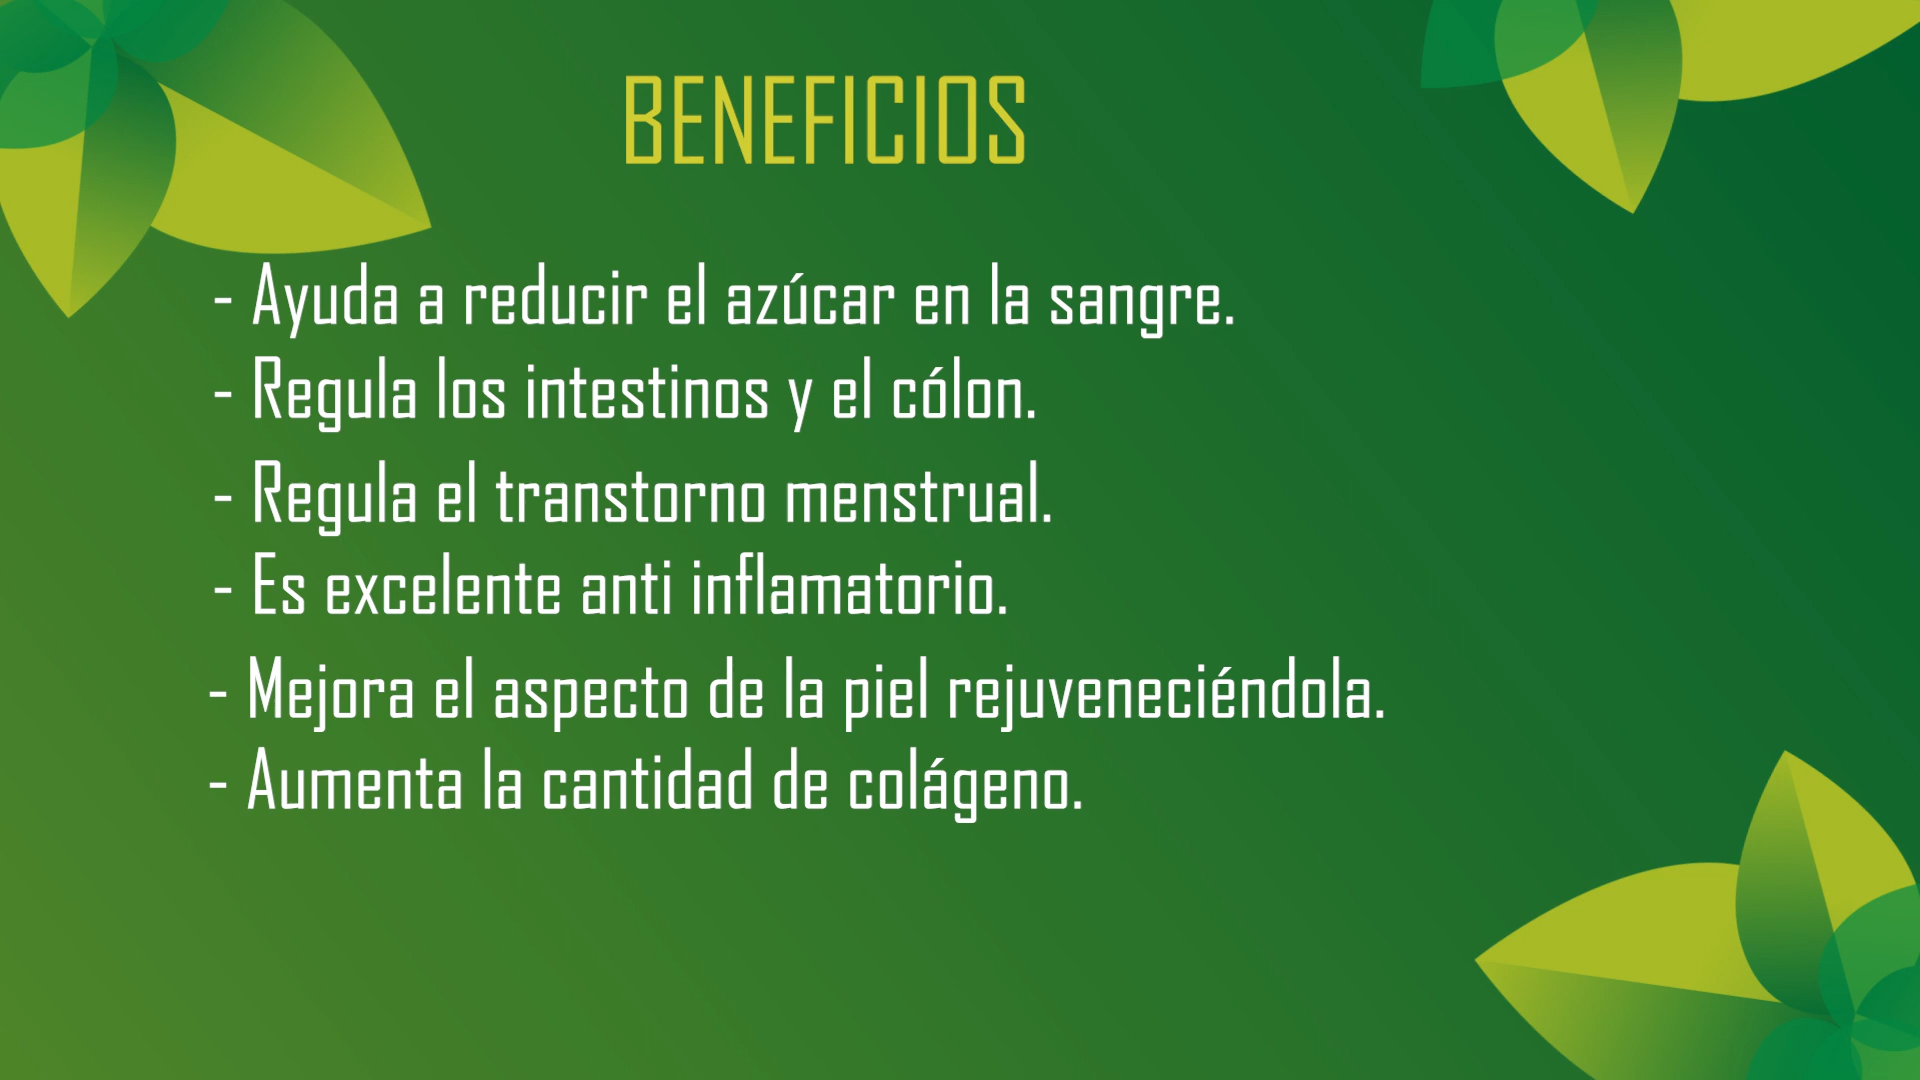 BENEFICIOS
- Ayuda a reducir el azúcar en la sangre.
- Regula los intestinos y el cólon.
- Regula el transtorno menstrual.
- Es excelente anti inflamatorio.
- Mejora el aspecto de la piel rejuveneciéndola.
- Aumenta la cantidad de colágeno.